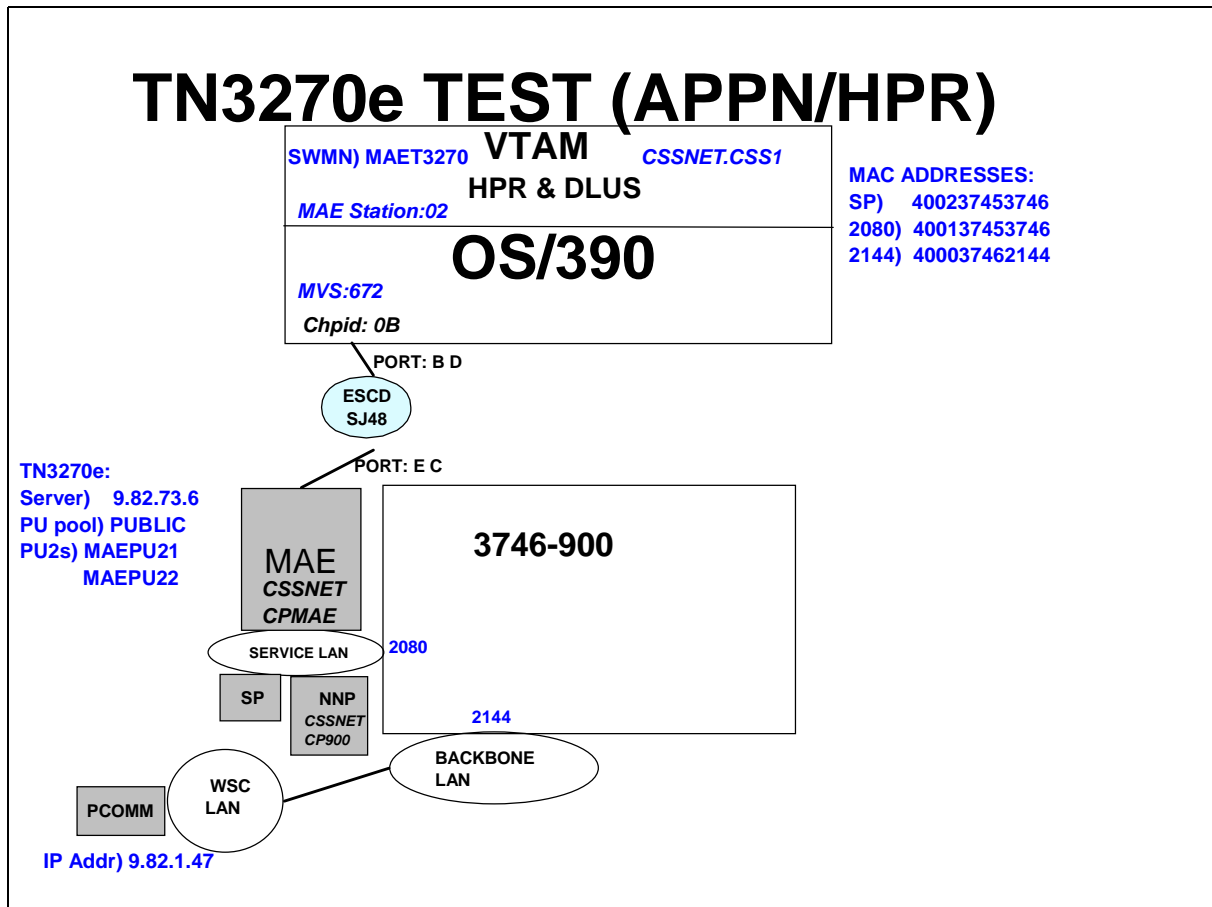 TN3270e TEST (APPN/HPR)
SWMN) MAET3270 VTAM CSSNET.CSS1
HPR & DLUS
MAE Station:02
MAC ADDRESSES:
SP) 400237453746
2080) 400137453746
2144) 400037462144
OS/390
MVS:672
Chpid: 0B
PORT: B D
ESCD
SJ48
PORT: E C
TN3270e:
Server) 9.82.73.6
PU pool) PUBLIC
PU2s) MAEPU21
MAEPU22
MAE
CSSNET
CPMAE
3746-900
SERVICE LAN
2080
SP
NNP
CSSNET
CP900
2144
BACKBONE
LAN
WSC
LAN
PCOMM
IP Addr) 9.82.1.47